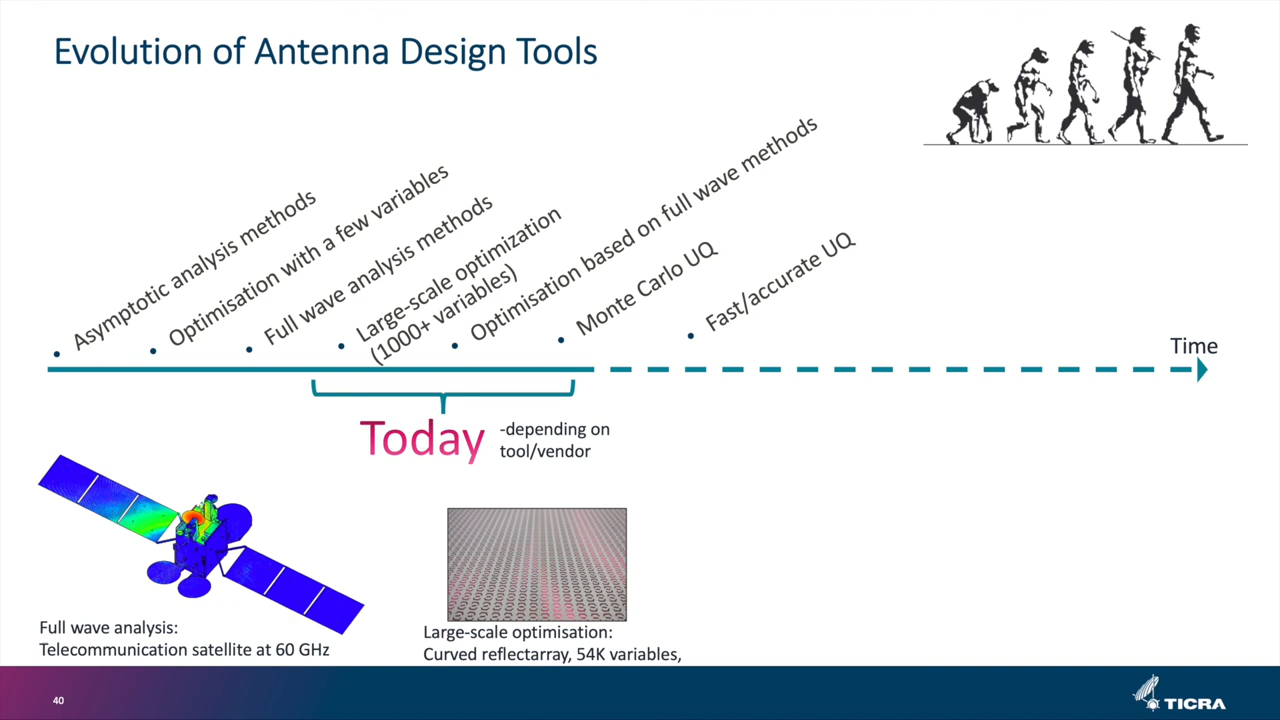 Evolution of Antenna Design Tools
Asymptotic analysis methods
Optimisation with a few variables
Full wave analysis methods
Large-scale optimization
(1000+ variables)
Optimisation based on full wave methods
Monte Carlo UQ
Fast/accurate UQ
Time
Today
-depending on
tool/vendor
Full wave analysis:
Telecommunication satellite at 60 GHz
Large-scale optimisation:
Curved reflectarray, 54K variables,
40
TICRA